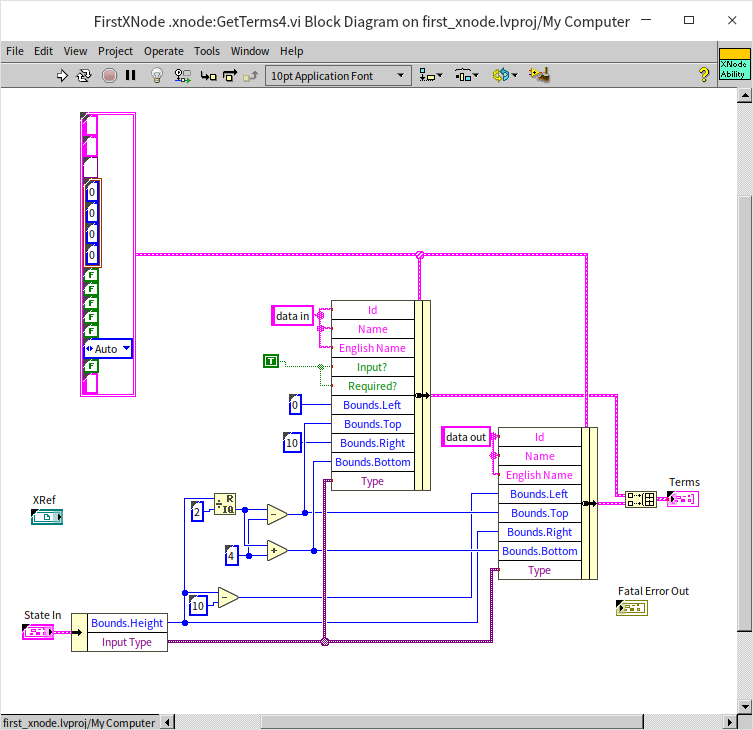 FirstXNode .xnode:GetTerms4.vi Block Diagram on first_xnode.lvproj/My Computer
File Edit View Project Operate Tools Window Help
10pt Application Font
?
XNode
Ability
0
0
0
0
F
F
F
F
F
Auto
F
data in
Id
Name
English Name
T
Input?
Required?
0
Bounds.Left
Bounds.Top
10
Bounds.Right
Bounds.Bottom
Type
data out
Id
Name
English Name
Bounds.Left
Bounds.Top
Bounds.Right
Bounds.Bottom
Type
Terms
XRef
2
R
IQ
4
10
Fatal Error Out
State In
Bounds.Height
Input Type
first_xnode.lvproj/My Computer